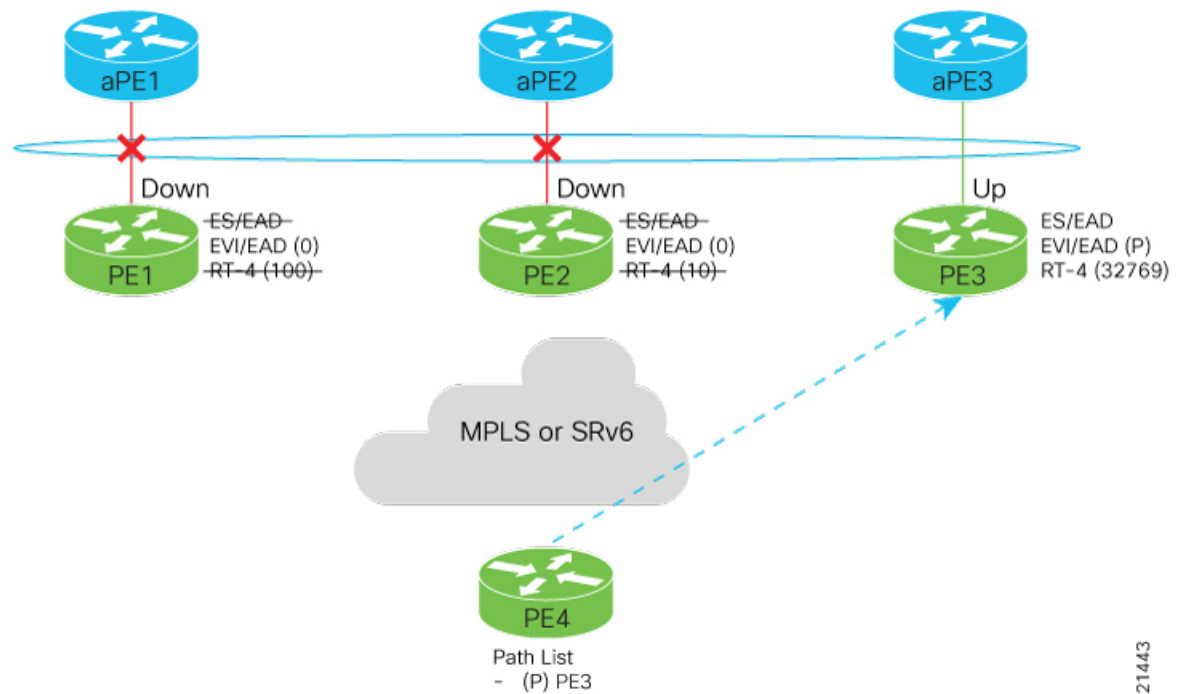 aPE1
aPE2
aPE3
Down
Down
Up
PE1
ES/EAD
EVI/EAD (0)
RT-4 (100)
PE2
ES/EAD
EVI/EAD (0)
RT-4 (10)
PE3
ES/EAD
EVI/EAD (P)
RT-4 (32769)
MPLS or SRv6
PE4
Path List
- (P) PE3
21443